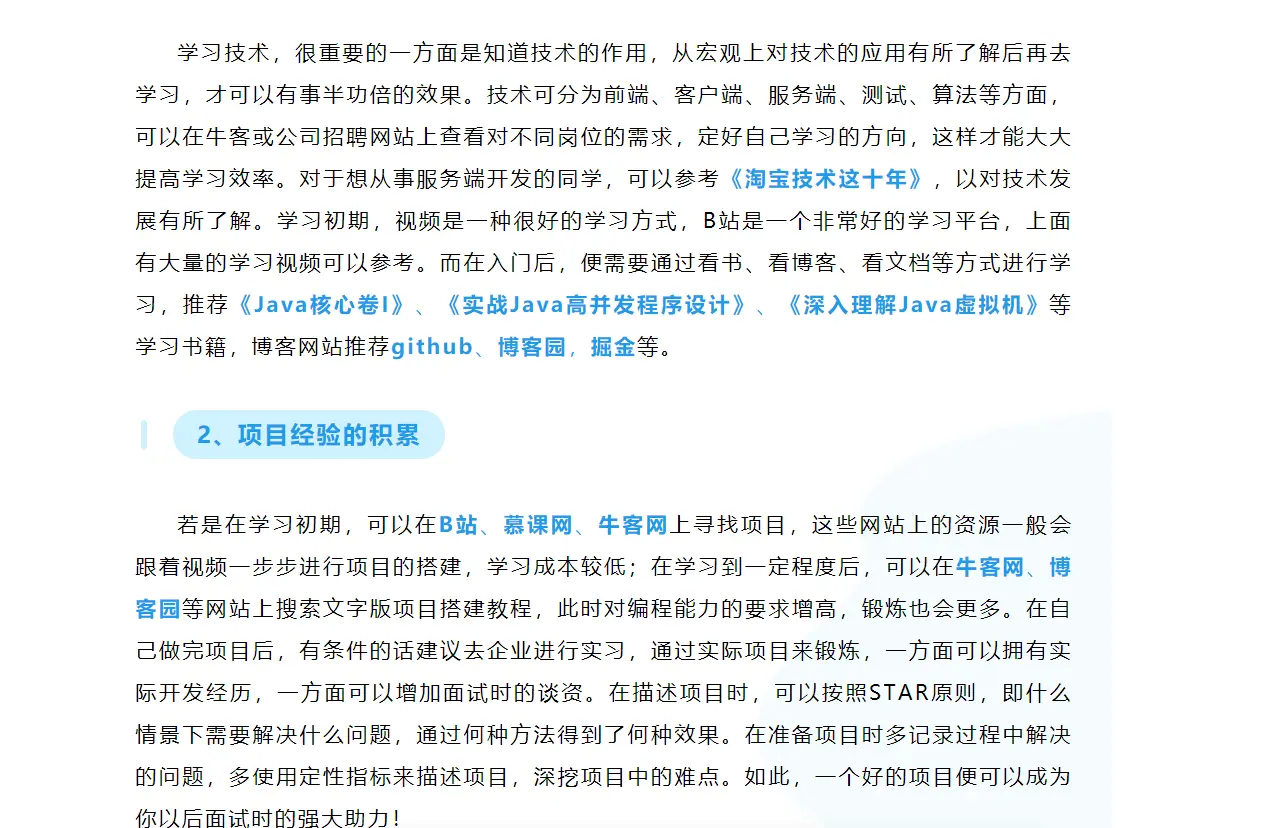 学习技术，很重要的一方面是知道技术的作用，从宏观上对技术的应用有所了解后再去
学习，才可以有事半功倍的效果。技术可分为前端、客户端、服务端、测试、算法等方面，
可以在牛客或公司招聘网站上查看对不同岗位的需求，定好自己学习的方向，这样才能大大
提高学习效率。对于想从事服务端开发的同学，可以参考《淘宝技术这十年》，以对技术发
展有所了解。学习初期，视频是一种很好的学习方式，B站是一个非常好的学习平台，上面
有大量的学习视频可以参考。而在入门后，便需要通过看书、看博客、看文档等方式进行学
习，推荐《Java核心卷I》、《实战Java高并发程序设计》、《深入理解Java虚拟机》等
学习书籍，博客网站推荐github、博客园，掘金等。
2、项目经验的积累
若是在学习初期，可以在B站、慕课网、牛客网上寻找项目，这些网站上的资源一般会
跟着视频一步步进行项目的搭建，学习成本较低；在学习到一定程度后，可以在牛客网、博
客园等网站上搜索文字版项目搭建教程，此时对编程能力的要求增高，锻炼也会更多。在自
己做完项目后，有条件的话建议去企业进行实习，通过实际项目来锻炼，一方面可以拥有实
际开发经历，一方面可以增加面试时的谈资。在描述项目时，可以按照STAR原则，即什么
情景下需要解决什么问题，通过何种方法得到了何种效果。在准备项目时多记录过程中解决
的问题，多使用定性指标来描述项目，深挖项目中的难点。如此，一个好的项目便可以成为
你以后面试时的强大助力！